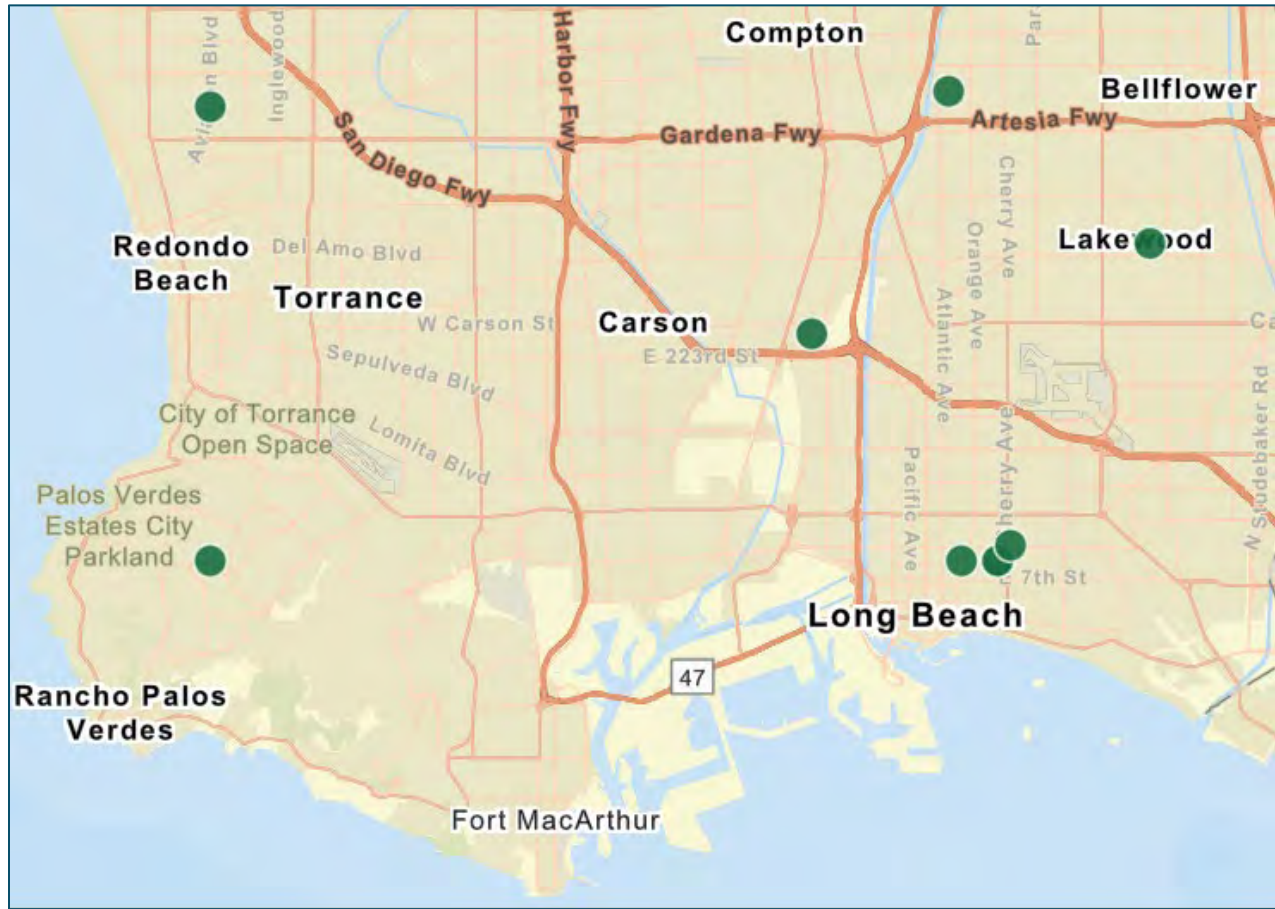 Compton
Bellflower
Harbor Fwy
Inglewood
Gardena Fwy
Artesia Fwy
San Diego Fwy
Cherry Ave
Redondo
Beach
Del Amo Blvd
Lakewood
Orange Ave
Torrance
W Carson St
Carson
Atlantic Ave
E 223rd St
Sepulveda Blvd
City of Torrance
Open Space
Lomita Blvd
N Studebaker Rd
Pacific Ave
Palos Verdes
Estates City
Parkland
7th St
Long Beach
47
Rancho Palos
Verdes
Fort MacArthur